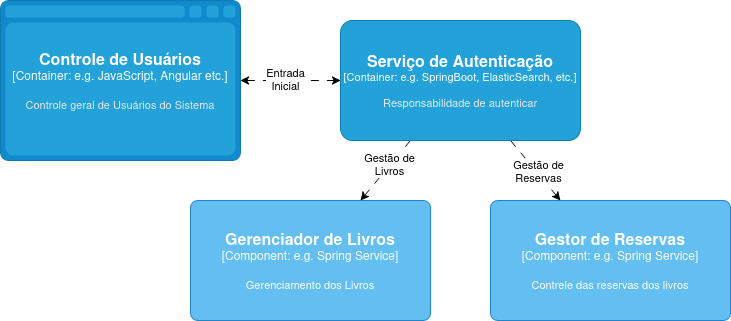 Controle de Usuários
[Container: e.g. JavaScript, Angular etc.]
Controle geral de Usuários do Sistema
Entrada
Inicial
Serviço de Autenticação
[Container: e.g. SpringBoot, ElasticSearch, etc.]
Responsabilidade de autenticar
Gestão de
Livros
Gestão de
Reservas
Gerenciador de Livros
[Component: e.g. Spring Service]
Gerenciamento dos Livros
Gestor de Reservas
[Component: e.g. Spring Service]
Controle das reservas dos livros